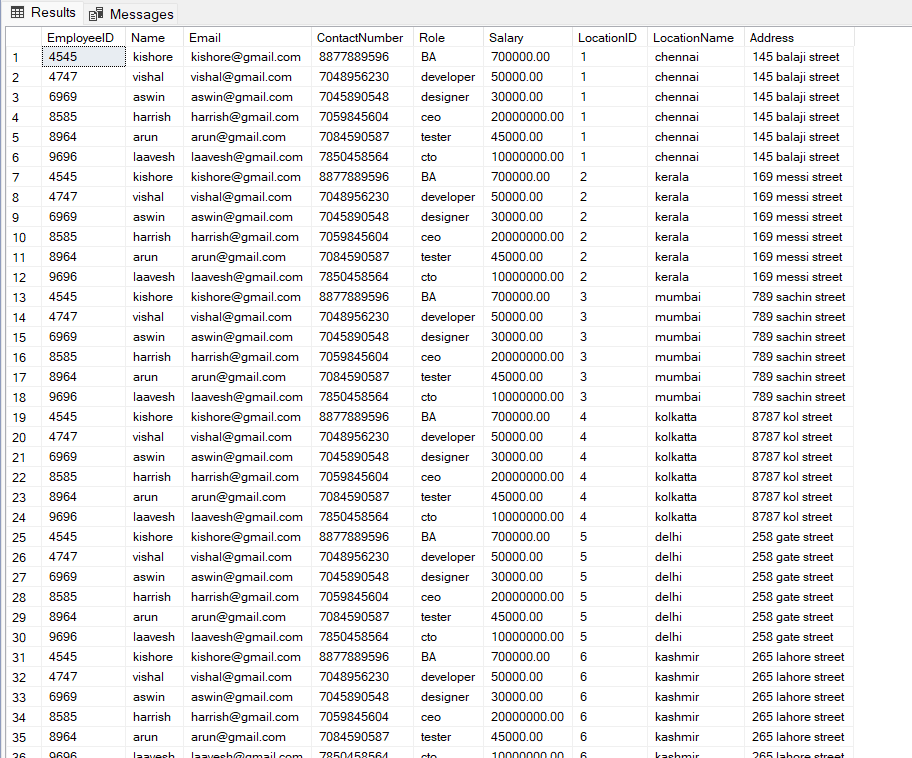 Results Messages
EmployeeID Name Email ContactNumber Role Salary LocationID LocationName Address
1 4545 kishore kishore@gmail.com 8877889596 BA 700000.00 1 chennai 145 balaji street
2 4747 vishal vishal@gmail.com 7048956230 developer 50000.00 1 chennai 145 balaji street
3 6969 aswin aswin@gmail.com 7045890548 designer 30000.00 1 chennai 145 balaji street
4 8585 harrish harrish@gmail.com 7059845604 ceo 20000000.00 1 chennai 145 balaji street
5 8964 arun arun@gmail.com 7084590587 tester 45000.00 1 chennai 145 balaji street
6 9696 laavesh laavesh@gmail.com 7850458564 cto 10000000.00 1 chennai 145 balaji street
7 4545 kishore kishore@gmail.com 8877889596 BA 700000.00 2 kerala 169 messi street
8 4747 vishal vishal@gmail.com 7048956230 developer 50000.00 2 kerala 169 messi street
9 6969 aswin aswin@gmail.com 7045890548 designer 30000.00 2 kerala 169 messi street
10 8585 harrish harrish@gmail.com 7059845604 ceo 20000000.00 2 kerala 169 messi street
11 8964 arun arun@gmail.com 7084590587 tester 45000.00 2 kerala 169 messi street
12 9696 laavesh laavesh@gmail.com 7850458564 cto 10000000.00 2 kerala 169 messi street
13 4545 kishore kishore@gmail.com 8877889596 BA 700000.00 3 mumbai 789 sachin street
14 4747 vishal vishal@gmail.com 7048956230 developer 50000.00 3 mumbai 789 sachin street
15 6969 aswin aswin@gmail.com 7045890548 designer 30000.00 3 mumbai 789 sachin street
16 8585 harrish harrish@gmail.com 7059845604 ceo 20000000.00 3 mumbai 789 sachin street
17 8964 arun arun@gmail.com 7084590587 tester 45000.00 3 mumbai 789 sachin street
18 9696 laavesh laavesh@gmail.com 7850458564 cto 10000000.00 3 mumbai 789 sachin street
19 4545 kishore kishore@gmail.com 8877889596 BA 700000.00 4 kolkatta 8787 kol street
20 4747 vishal vishal@gmail.com 7048956230 developer 50000.00 4 kolkatta 8787 kol street
21 6969 aswin aswin@gmail.com 7045890548 designer 30000.00 4 kolkatta 8787 kol street
22 8585 harrish harrish@gmail.com 7059845604 ceo 20000000.00 4 kolkatta 8787 kol street
23 8964 arun arun@gmail.com 7084590587 tester 45000.00 4 kolkatta 8787 kol street
24 9696 laavesh laavesh@gmail.com 7850458564 cto 10000000.00 4 kolkatta 8787 kol street
25 4545 kishore kishore@gmail.com 8877889596 BA 700000.00 5 delhi 258 gate street
26 4747 vishal vishal@gmail.com 7048956230 developer 50000.00 5 delhi 258 gate street
27 6969 aswin aswin@gmail.com 7045890548 designer 30000.00 5 delhi 258 gate street
28 8585 harrish harrish@gmail.com 7059845604 ceo 20000000.00 5 delhi 258 gate street
29 8964 arun arun@gmail.com 7084590587 tester 45000.00 5 delhi 258 gate street
30 9696 laavesh laavesh@gmail.com 7850458564 cto 10000000.00 5 delhi 258 gate street
31 4545 kishore kishore@gmail.com 8877889596 BA 700000.00 6 kashmir 265 lahore street
32 4747 vishal vishal@gmail.com 7048956230 developer 50000.00 6 kashmir 265 lahore street
33 6969 aswin aswin@gmail.com 7045890548 designer 30000.00 6 kashmir 265 lahore street
34 8585 harrish harrish@gmail.com 7059845604 ceo 20000000.00 6 kashmir 265 lahore street
35 8964 arun arun@gmail.com 7084590587 tester 45000.00 6 kashmir 265 lahore street
36 9696 laavesh laavesh@gmail.com 7850458564 cto 10000000.00 6 kashmir 265 lahore street